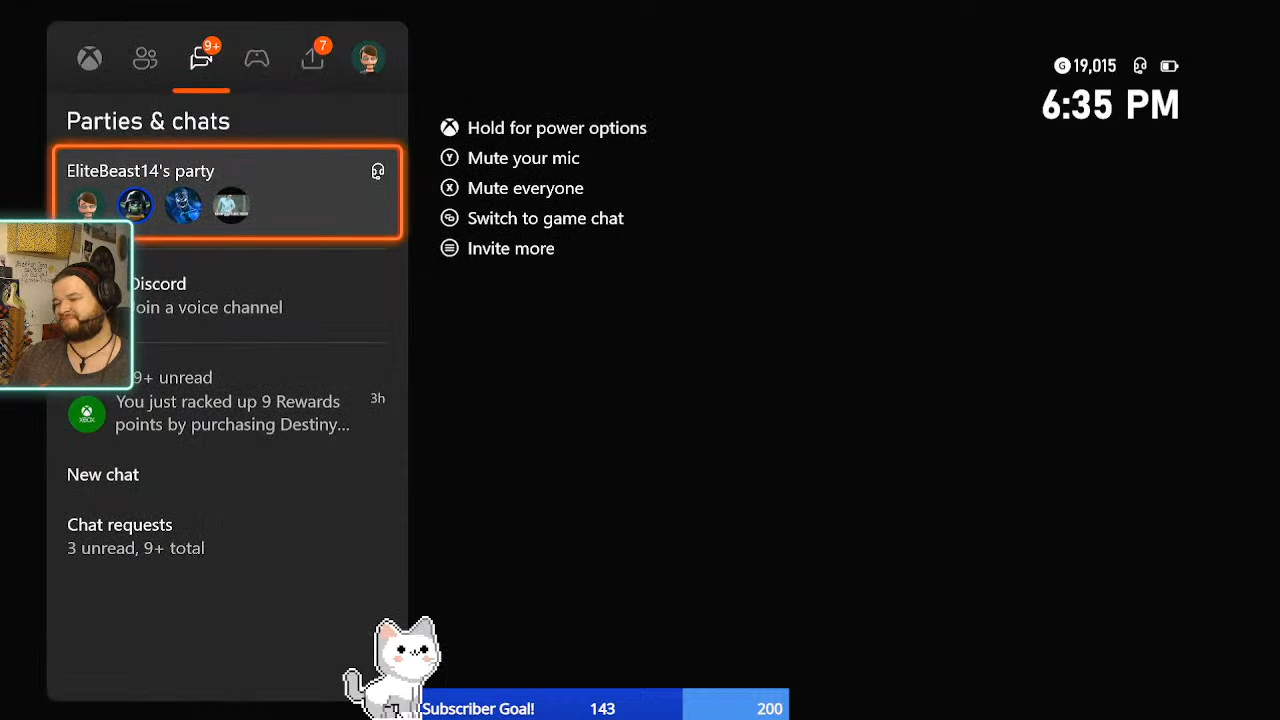 9+
7
Parties & chats
EliteBeast14's party
Discord
oin a voice channel
9+ unread
You just racked up 9 Rewards
points by purchasing Destiny...
3h
XBOX
New chat
Chat requests
3 unread, 9+ total
Hold for power options
Y Mute your mic
X Mute everyone
Switch to game chat
Invite more
G 19,015
6:35 PM
Subscriber Goal! 143 200